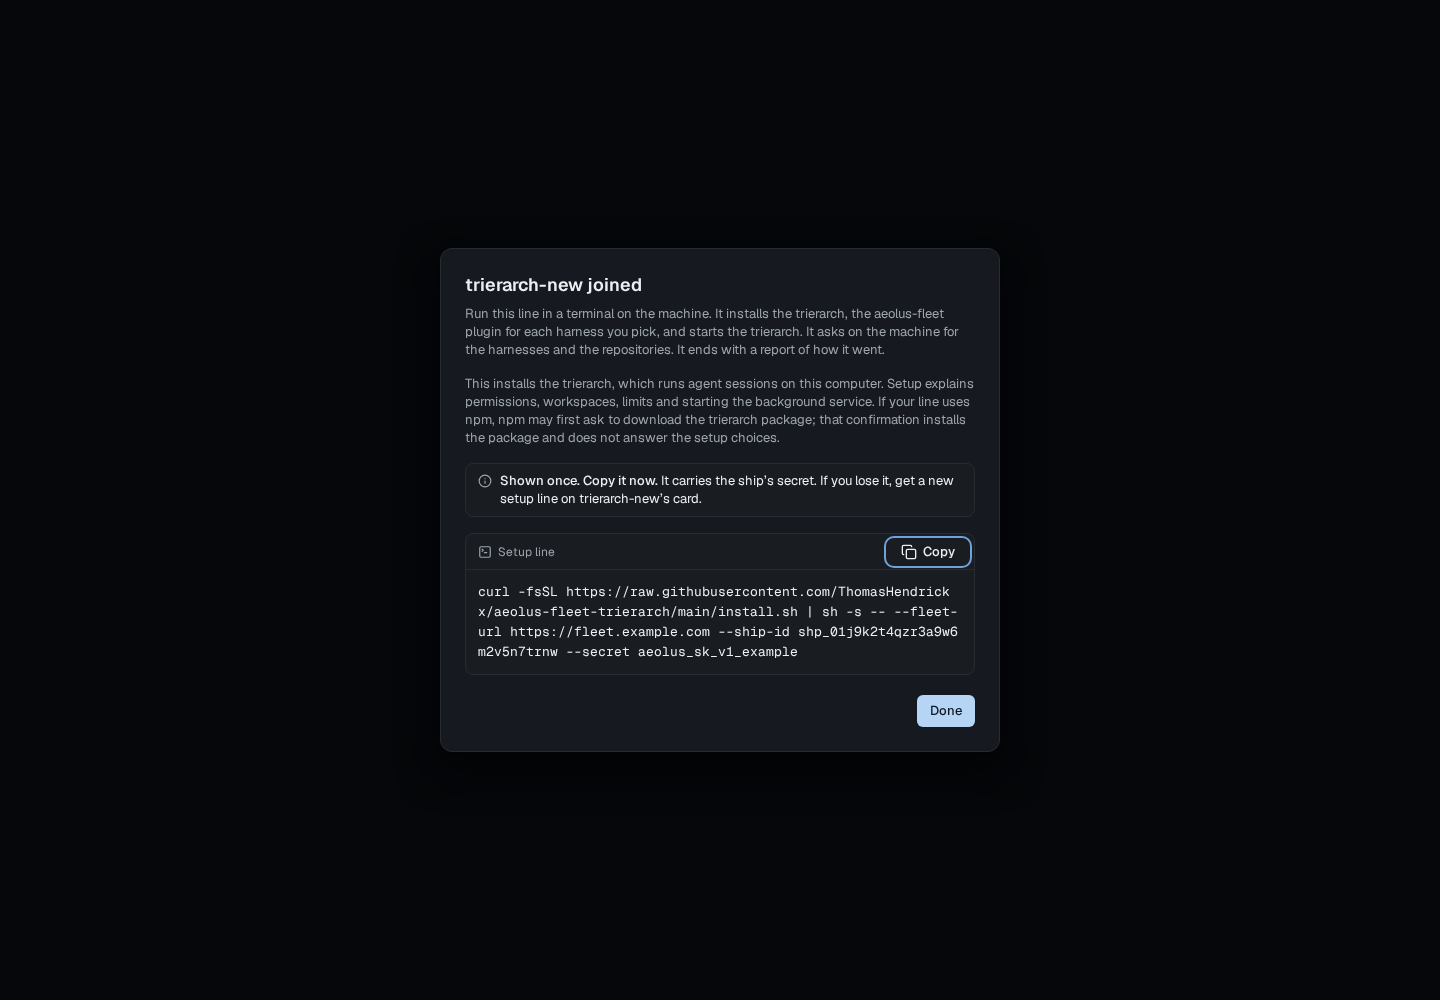 trierarch-new joined
Run this line in a terminal on the machine. It installs the trierarch, the aeolus-fleet
plugin for each harness you pick, and starts the trierarch. It asks on the machine for
the harnesses and the repositories. It ends with a report of how it went.
This installs the trierarch, which runs agent sessions on this computer. Setup explains
permissions, workspaces, limits and starting the background service. If your line uses
npm, npm may first ask to download the trierarch package; that confirmation installs
the package and does not answer the setup choices.
Shown once. Copy it now. It carries the ship’s secret. If you lose it, get a new
setup line on trierarch-new’s card.
Setup line
Copy
curl -fsSL https://raw.githubusercontent.com/ThomasHendrick
x/aeolus-fleet-trierarch/main/install.sh | sh -s -- --fleet-
url https://fleet.example.com --ship-id shp_01j9k2t4qzr3a9w6
m2v5n7trnw --secret aeolus_sk_v1_example
Done